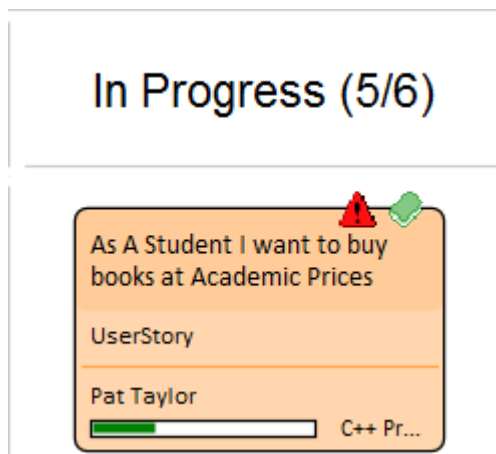 In Progress (5/6)
As A Student I want to buy
books at Academic Prices
UserStory
Pat Taylor
C++ Pr...